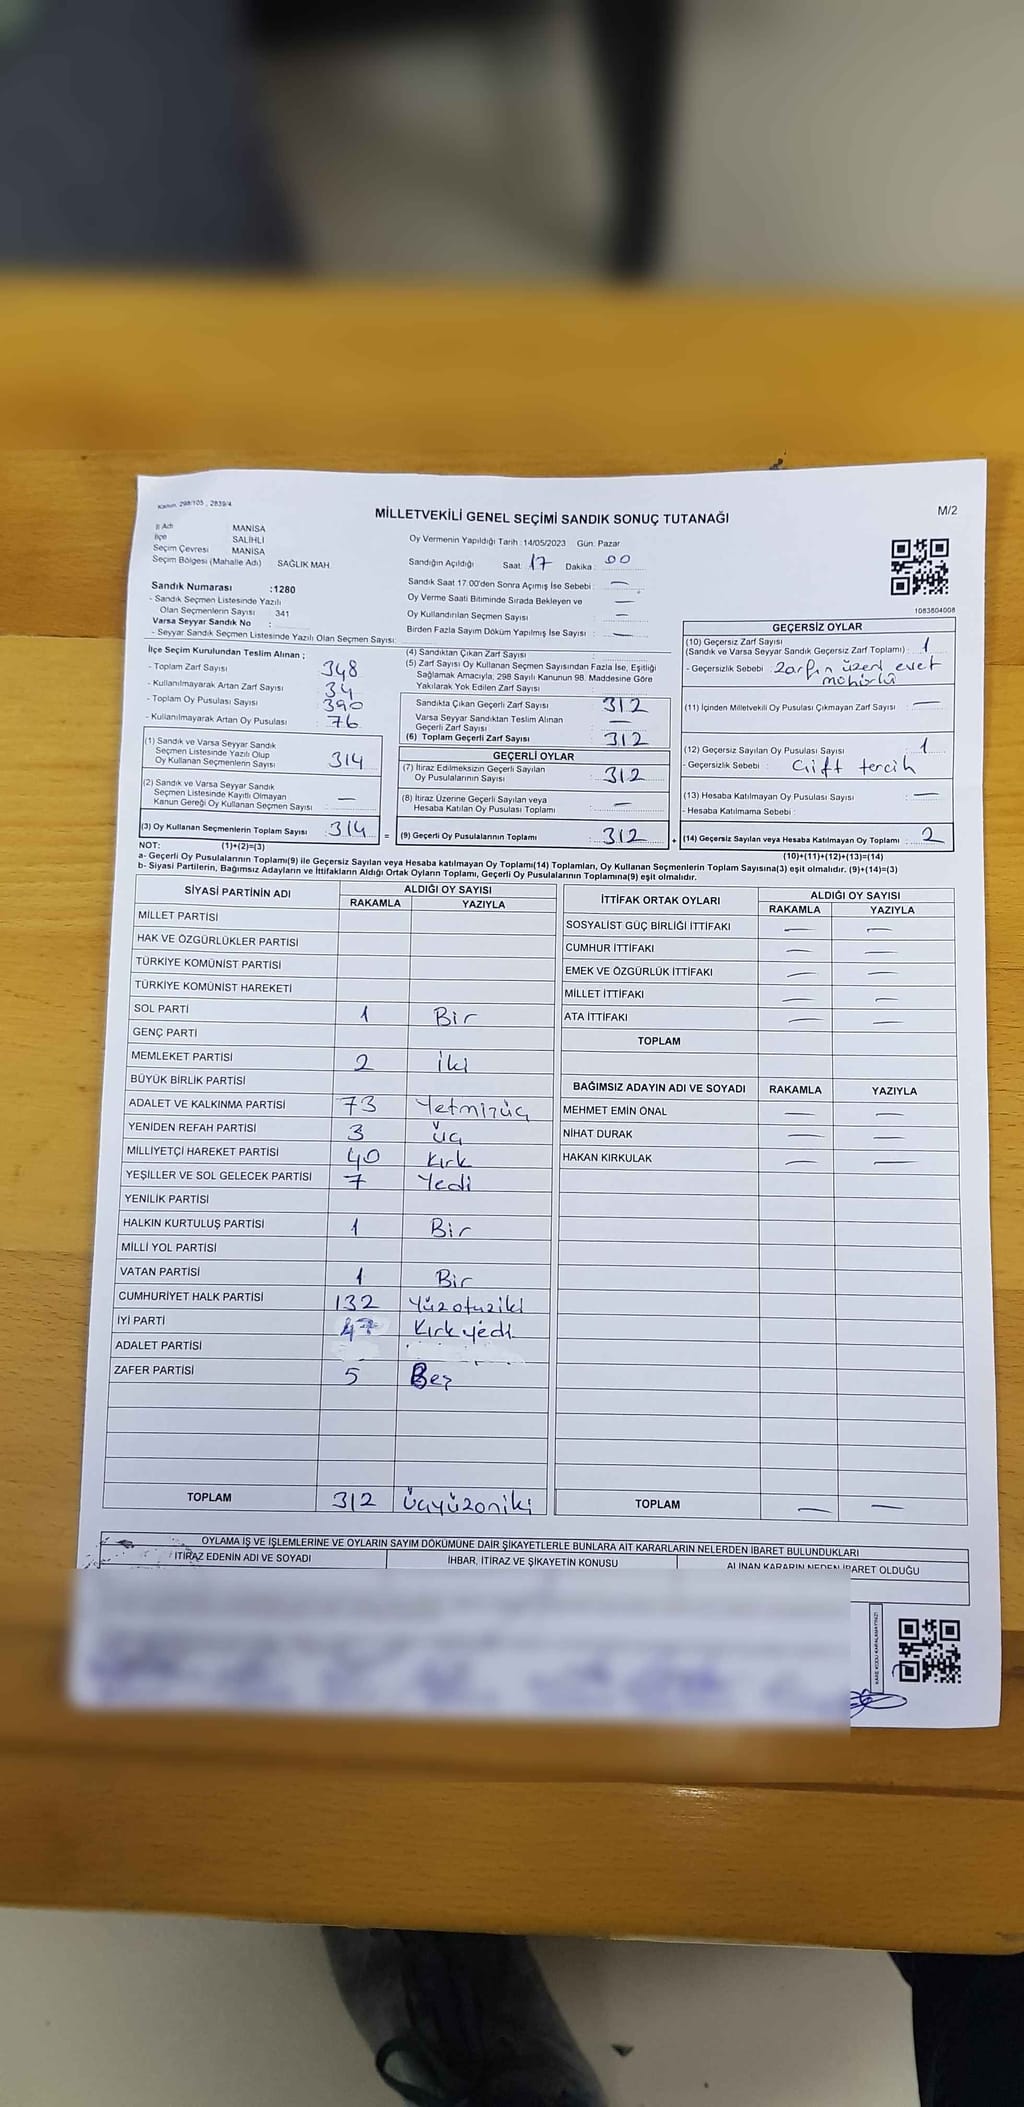 Kanun: 298/105 , 2839/4
M/2
MİLLETVEKİLİ GENEL SEÇİMİ SANDIK SONUÇ TUTANAĞI
İl Adı MANİSA
İlçe SALİHLİ
Seçim Çevresi MANİSA
Seçim Bölgesi (Mahalle Adı) SAĞLIK MAH.
Sandık Numarası :1280
- Sandık Seçmen Listesinde Yazılı
Olan Seçmenlerin Sayısı : 341
Varsa Seyyar Sandık No :
- Seyyar Sandık Seçmen Listesinde Yazılı Olan Seçmen Sayısı:
Oy Vermenin Yapıldığı Tarih :14/05/2023 Gün: Pazar
Sandığın Açıldığı Saat: 17 Dakika: 00
Sandık Saat 17.00'den Sonra Açımış İse Sebebi : —
Oy Verme Saati Bitiminde Sırada Bekleyen ve —
Oy Kullandırılan Seçmen Sayısı : —
Birden Fazla Sayım Döküm Yapılmış İse Sayısı : —
1083604008
İlçe Seçim Kurulundan Teslim Alınan ;
- Toplam Zarf Sayısı 348
- Kullanılmayarak Artan Zarf Sayısı 34
- Toplam Oy Pusulası Sayısı 390
- Kullanılmayarak Artan Oy Pusulası : 76
(1) Sandık ve Varsa Seyyar Sandık
Seçmen Listesinde Yazılı Olup
Oy Kullanan Seçmenlerin Sayısı : 314
(2) Sandık ve Varsa Seyyar Sandık
Seçmen Listesinde Kayıtlı Olmayan
Kanun Gereği Oy Kullanan Seçmen Sayısı : —
(3) Oy Kullanan Seçmenlerin Toplam Sayısı : 314 =
(4) Sandıktan Çıkan Zarf Sayısı :
(5) Zarf Sayısı Oy Kullanan Seçmen Sayısından Fazla İse, Eşitliği
Sağlamak Amacıyla, 298 Sayılı Kanunun 98. Maddesine Göre
Yakılarak Yok Edilen Zarf Sayısı :
Sandıkta Çıkan Geçerli Zarf Sayısı : 312
Varsa Seyyar Sandıktan Teslim Alınan
Geçerli Zarf Sayısı : —
(6) Toplam Geçerli Zarf Sayısı : 312
GEÇERLİ OYLAR
(7) İtiraz Edilmeksizin Geçerli Sayılan
Oy Pusulalarının Sayısı : 312
(8) İtiraz Üzerine Geçerli Sayılan veya
Hesaba Katılan Oy Pusulası Toplamı : —
(9) Geçerli Oy Pusulalarının Toplamı : 312 +
GEÇERSİZ OYLAR
(10) Geçersiz Zarf Sayısı
(Sandık ve Varsa Seyyar Sandık Geçersiz Zarf Toplamı) : 1
- Geçersizlik Sebebi : Zarfın üzeri evet
mühürlü
(11) İçinden Milletvekili Oy Pusulası Çıkmayan Zarf Sayısı : —
(12) Geçersiz Sayılan Oy Pusulası Sayısı : 1
- Geçersizlik Sebebi : Çift tercih
(13) Hesaba Katılmayan Oy Pusulası Sayısı : —
- Hesaba Katılmama Sebebi :
(14) Geçersiz Sayılan veya Hesaba Katılmayan Oy Toplamı : 2
NOT: (1)+(2)=(3)
(10)+(11)+(12)+(13)=(14)
a- Geçerli Oy Pusulalarının Toplamı(9) ile Geçersiz Sayılan veya Hesaba katılmayan Oy Toplamı(14) Toplamları, Oy Kullanan Seçmenlerin Toplam Sayısına(3) eşit olmalıdır. (9)+(14)=(3)
b- Siyasi Partilerin, Bağımsız Adayların ve İttifakların Aldığı Ortak Oyların Toplamı, Geçerli Oy Pusulalarının Toplamına(9) eşit olmalıdır.
SİYASİ PARTİNİN ADI ALDIĞI OY SAYISI
RAKAMLA YAZIYLA
MİLLET PARTİSİ
HAK VE ÖZGÜRLÜKLER PARTİSİ
TÜRKİYE KOMÜNİST PARTİSİ
TÜRKİYE KOMÜNİST HAREKETİ
SOL PARTİ 1 Bir
GENÇ PARTİ
MEMLEKET PARTİSİ 2 İki
BÜYÜK BİRLİK PARTİSİ
ADALET VE KALKINMA PARTİSİ 73 Yetmişüç
YENİDEN REFAH PARTİSİ 3 Üç
MİLLİYETÇİ HAREKET PARTİSİ 40 Kırk
YEŞİLLER VE SOL GELECEK PARTİSİ 7 Yedi
YENİLİK PARTİSİ
HALKIN KURTULUŞ PARTİSİ 1 Bir
MİLLİ YOL PARTİSİ
VATAN PARTİSİ 1 Bir
CUMHURİYET HALK PARTİSİ 132 Yüzotuziki
İYİ PARTİ 47 Kırkyedi
ADALET PARTİSİ
ZAFER PARTİSİ 5 Beş
TOPLAM 312 Üçyüzoniki
İTTİFAK ORTAK OYLARI ALDIĞI OY SAYISI
RAKAMLA YAZIYLA
SOSYALİST GÜÇ BİRLİĞİ İTTİFAKI — —
CUMHUR İTTİFAKI — —
EMEK VE ÖZGÜRLÜK İTTİFAKI — —
MİLLET İTTİFAKI — —
ATA İTTİFAKI — —
TOPLAM
BAĞIMSIZ ADAYIN ADI VE SOYADI RAKAMLA YAZIYLA
MEHMET EMİN ÖNAL — —
NİHAT DURAK — —
HAKAN KIRKULAK — —
TOPLAM — —
OYLAMA İŞ VE İŞLEMLERİNE VE OYLARIN SAYIM DÖKÜMÜNE DAİR ŞİKAYETLERLE BUNLARA AİT KARARLARIN NELERDEN İBARET BULUNDUKLARI
İTİRAZ EDENİN ADI VE SOYADI İHBAR, İTİRAZ VE ŞİKAYETİN KONUSU ALINAN KARARIN NEDEN İBARET OLDUĞU